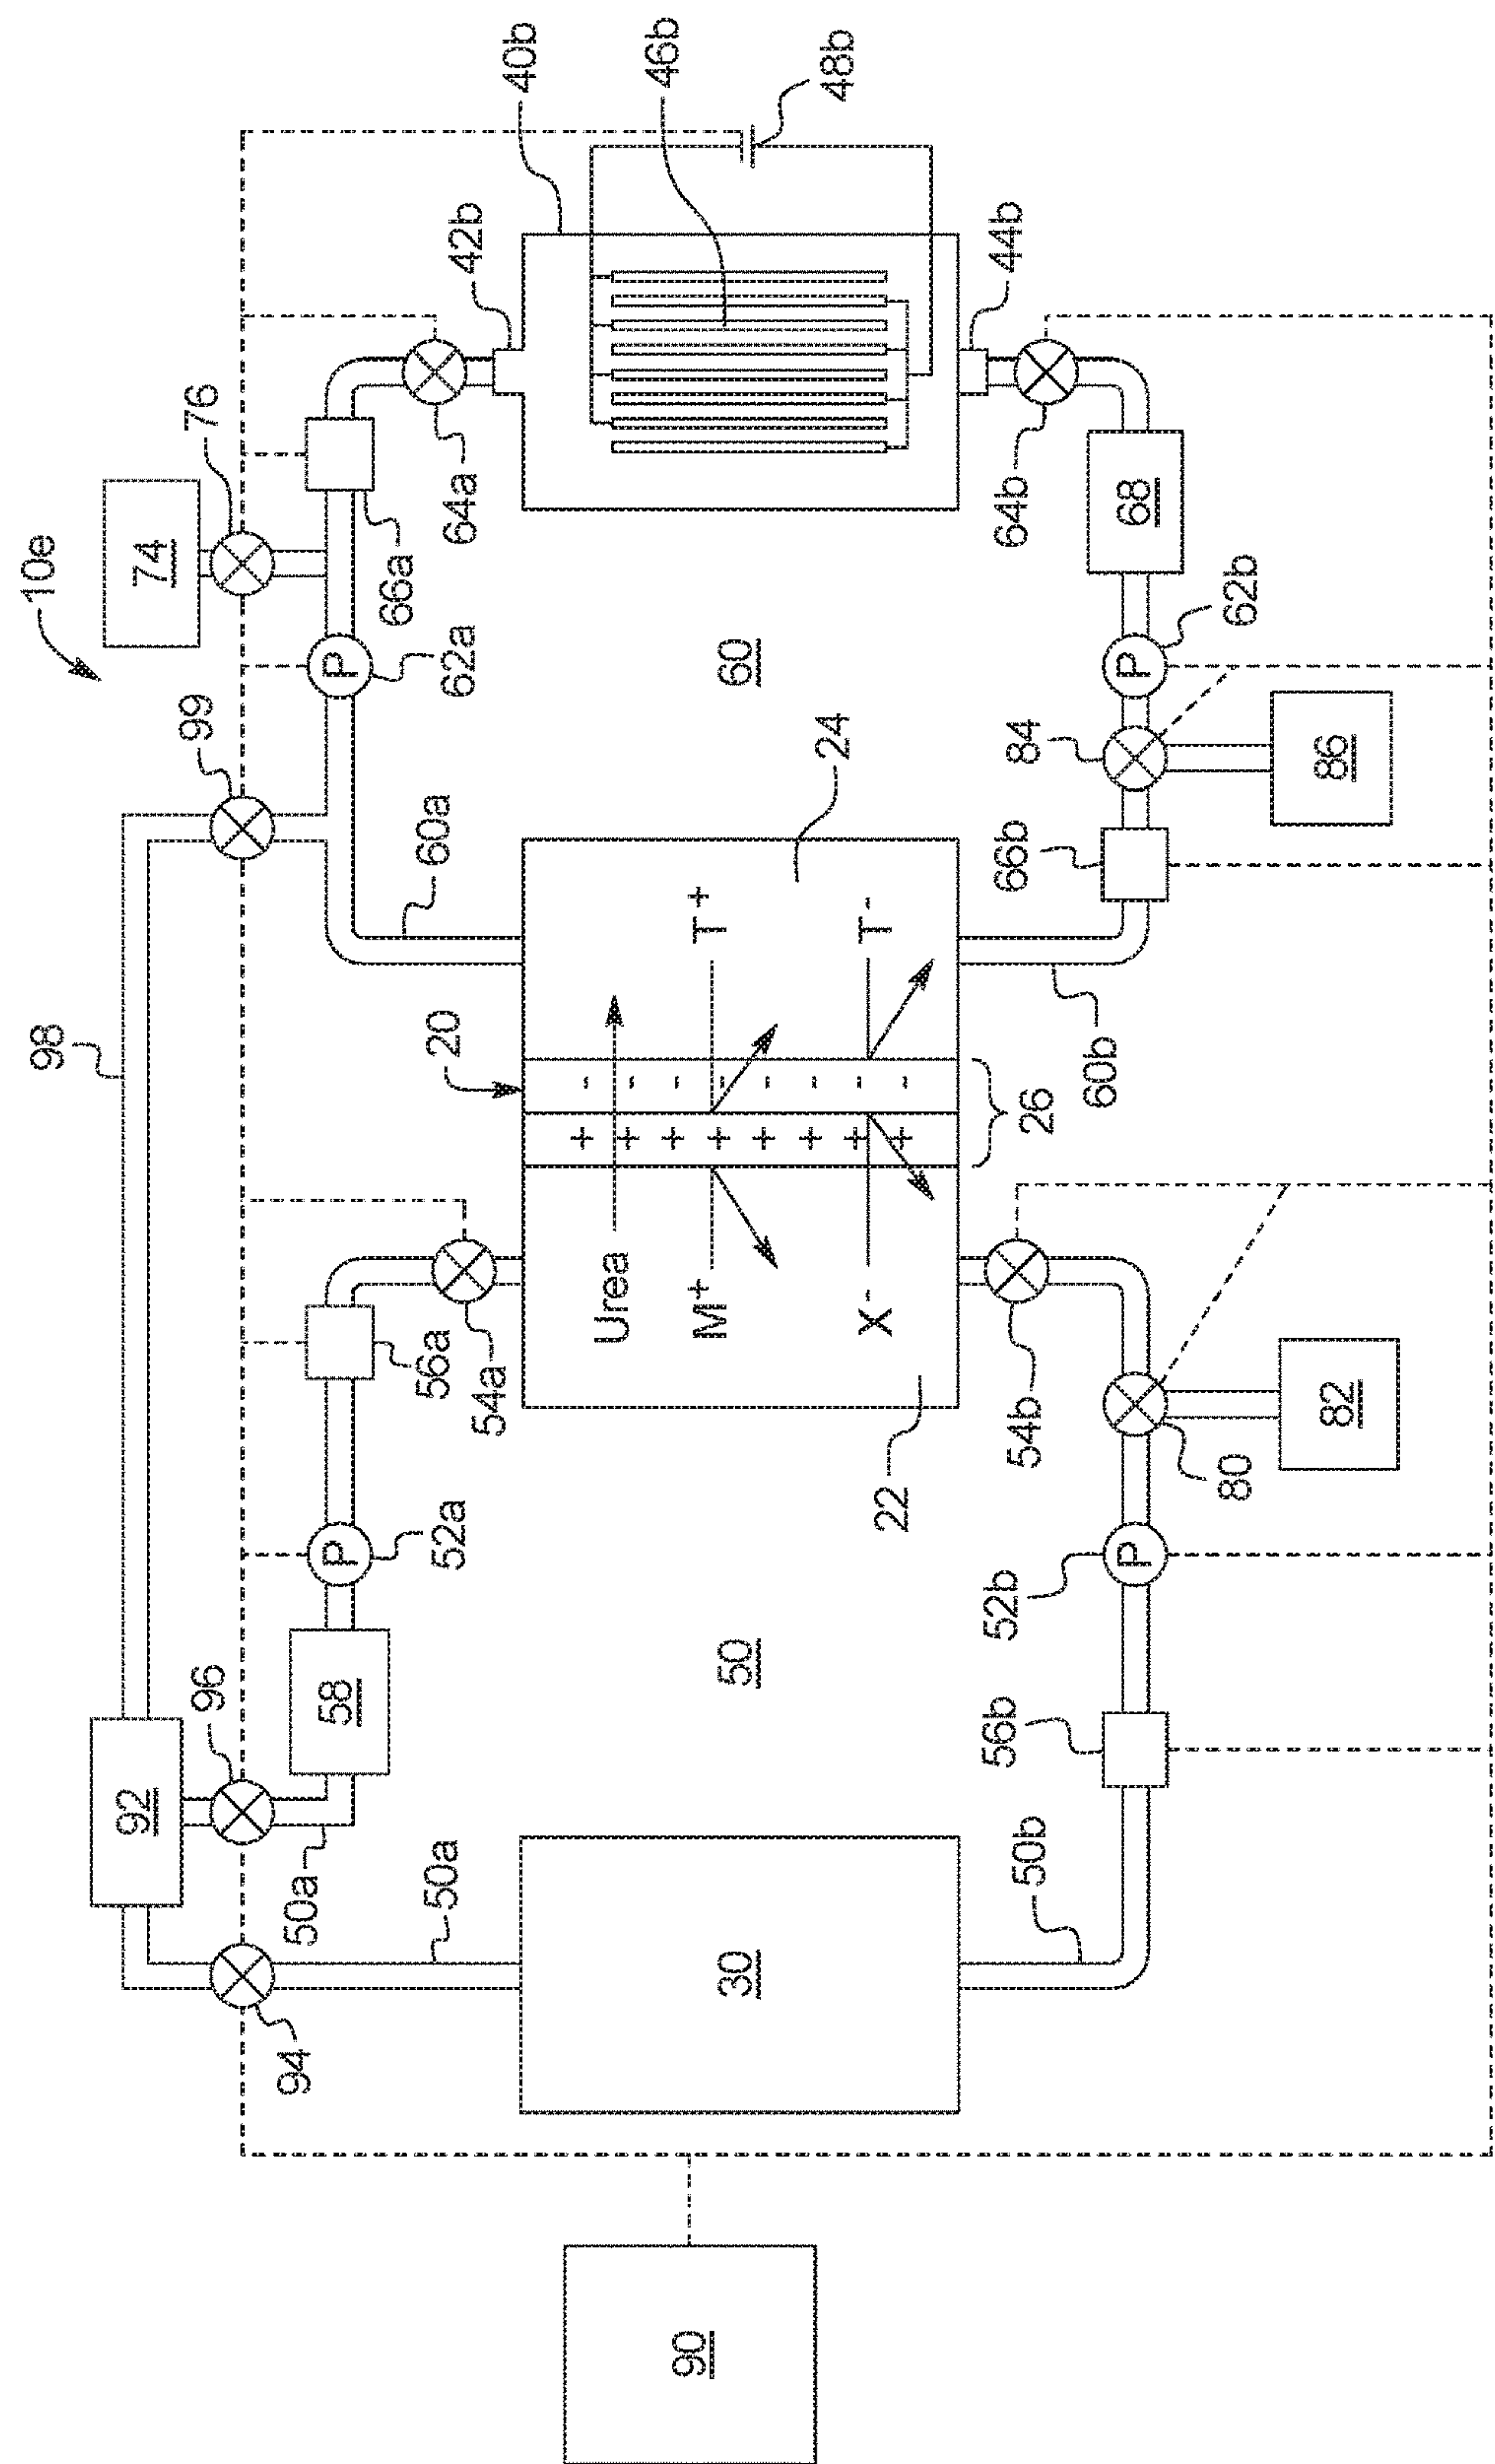 10e
98
99
76
74
92
96
94
50a
50a
58
52a
56a
54a
20
60a
62a
66a
64a
42b
40b
46b
48b
90
30
50
22
Urea
M⁺
X⁻
+ + + + + + + +
- - - - - - - -
T⁺
T⁻
24
26
60
P
P
P
P
50b
56b
52b
80
82
54b
60b
66b
84
86
62b
68
64b
44b